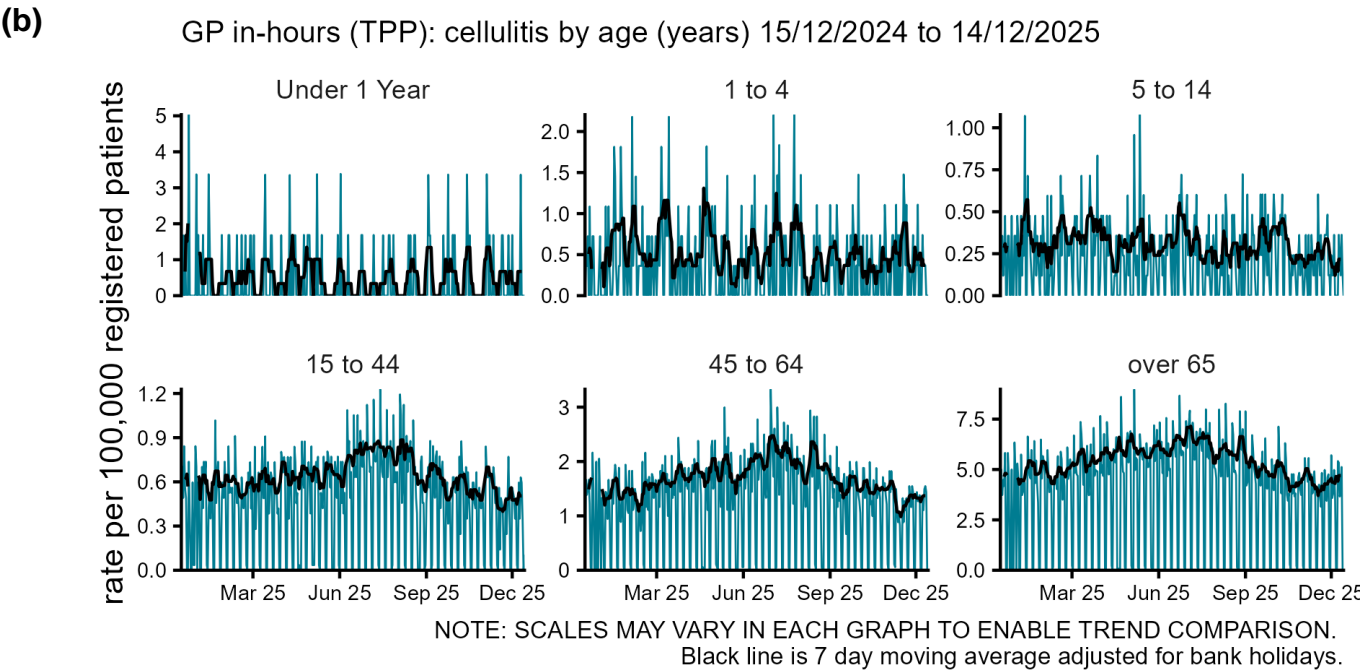 (b)
GP in-hours (TPP): cellulitis by age (years) 15/12/2024 to 14/12/2025
rate per 100,000 registered patients
Under 1 Year
5
4
3
2
1
0
1 to 4
2.0
1.5
1.0
0.5
0.0
5 to 14
1.00
0.75
0.50
0.25
0.00
15 to 44
1.2
0.9
0.6
0.3
0.0
Mar 25 Jun 25 Sep 25 Dec 25
45 to 64
3
2
1
0
Mar 25 Jun 25 Sep 25 Dec 25
over 65
7.5
5.0
2.5
0.0
Mar 25 Jun 25 Sep 25 Dec 25
NOTE: SCALES MAY VARY IN EACH GRAPH TO ENABLE TREND COMPARISON.
Black line is 7 day moving average adjusted for bank holidays.